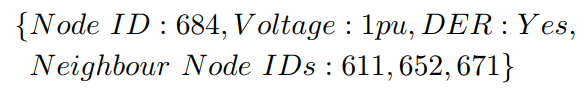 {Node ID : 684, Voltage : 1pu, DER : Yes,
Neighbour Node IDs : 611, 652, 671}